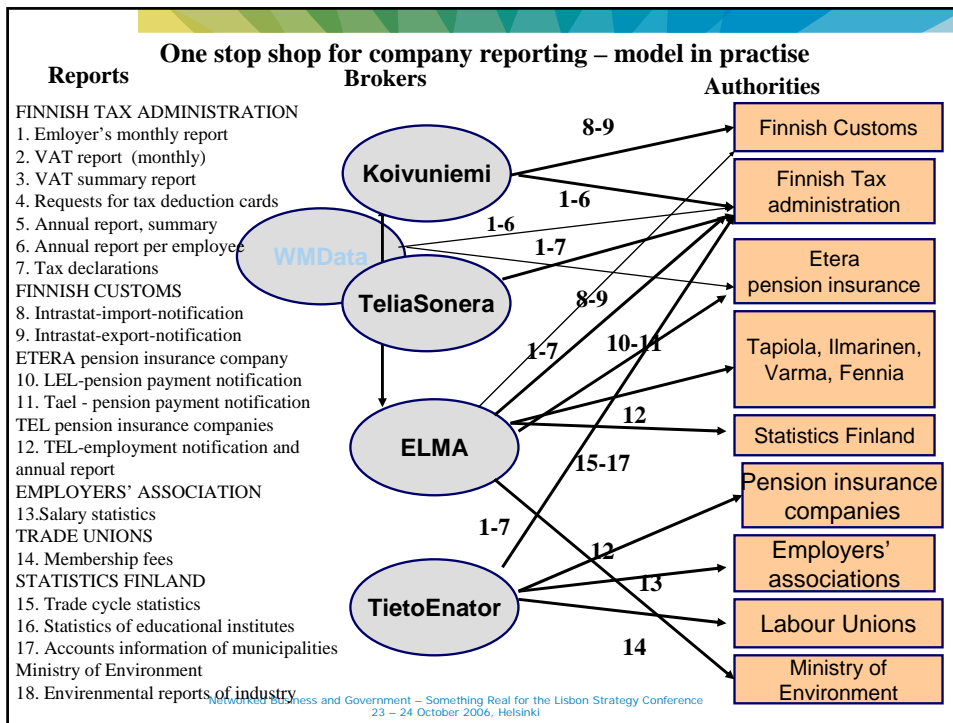 One stop shop for company reporting – model in practise
Reports
Brokers
Authorities
FINNISH TAX ADMINISTRATION
1. Emloyer's monthly report
2. VAT report (monthly)
3. VAT summary report
4. Requests for tax deduction cards
5. Annual report, summary
6. Annual report per employee
7. Tax declarations
FINNISH CUSTOMS
8. Intrastat-import-notification
9. Intrastat-export-notification
ETERA pension insurance company
10. LEL-pension payment notification
11. Tael - pension payment notification
TEL pension insurance companies
12. TEL-employment notification and
annual report
EMPLOYERS' ASSOCIATION
13.Salary statistics
TRADE UNIONS
14. Membership fees
STATISTICS FINLAND
15. Trade cycle statistics
16. Statistics of educational institutes
17. Accounts information of municipalities
Ministry of Environment
18. Envirenmental reports of industry
Koivuniemi
WMData
TeliaSonera
ELMA
TietoEnator
8-9
1-6
1-6
1-7
8-9
10-11
1-7
12
15-17
1-7
12
13
14
Finnish Customs
Finnish Tax
administration
Etera
pension insurance
Tapiola, Ilmarinen,
Varma, Fennia
Statistics Finland
Pension insurance
companies
Employers'
associations
Labour Unions
Ministry of
Environment
Networked Business and Government – Something Real for the Lisbon Strategy Conference
23 – 24 October 2006, Helsinki